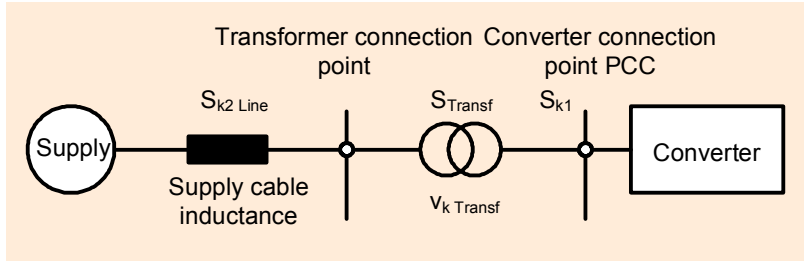 Transformer connection
point
Converter connection
point PCC
Sk2 Line
STransf
Sk1
Supply
Converter
Supply cable
inductance
vk Transf